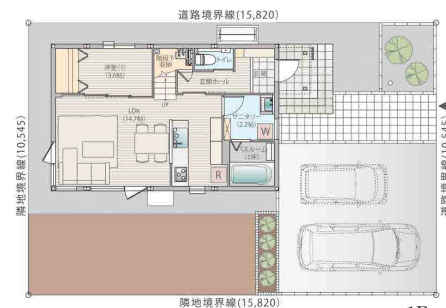 道路境界線(15,820)
階段下
収納
トイレ
洋室(1)
(3.6帖)
玄関ホール
玄関
UP
LDK
(14.7帖)
サニタリー
(2.2帖)
W
バスルーム
(1坪)
R
隣地境界線(10,545)
道路境界線(10,545)
隣地境界線(15,820)